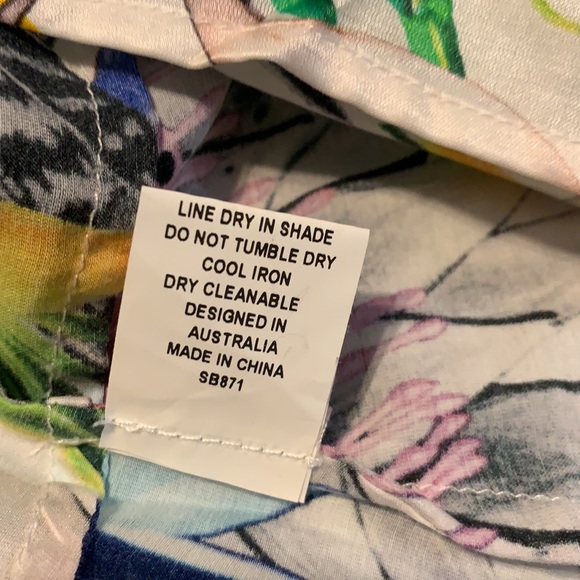 LINE DRY IN SHADE
DO NOT TUMBLE DRY
COOL IRON
DRY CLEANABLE
DESIGNED IN
AUSTRALIA
MADE IN CHINA
SB871